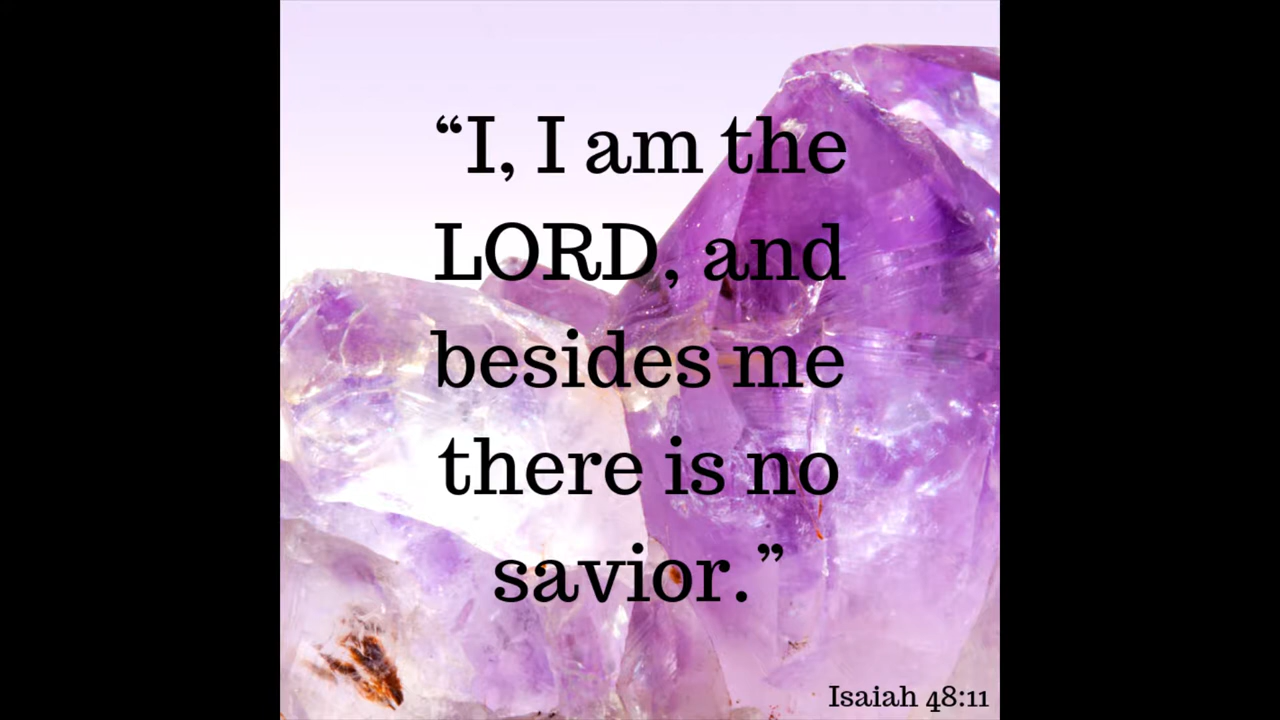 “I, I am the
LORD, and
besides me
there is no
savior.”
Isaiah 48:11